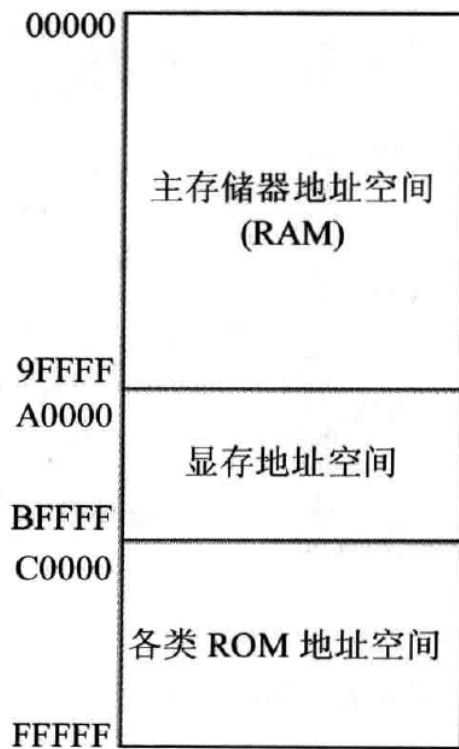 00000
主存储器地址空间
(RAM)
9FFFF
A0000
显存地址空间
BFFFF
C0000
各类 ROM 地址空间
FFFFF